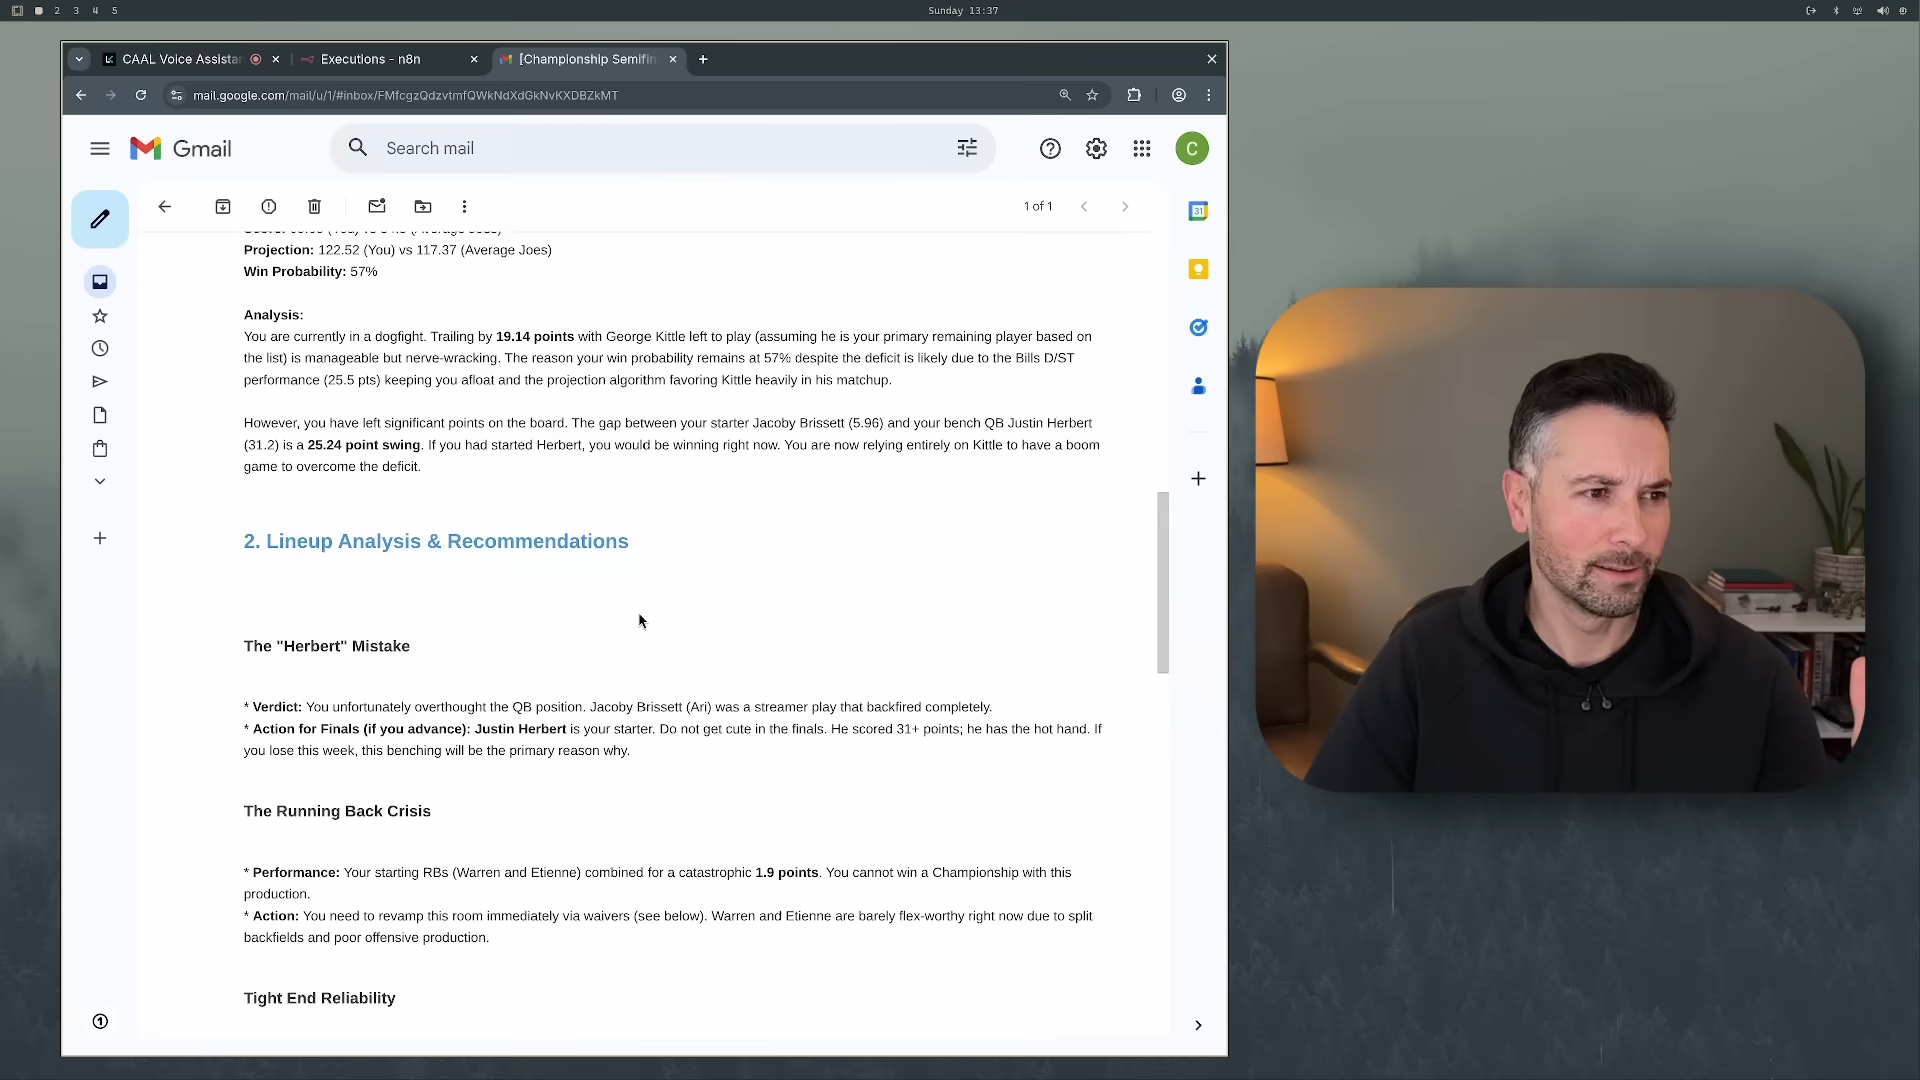 2 3 4 5
Sunday 13:37
CAAL Voice Assistan
Executions - n8n
[Championship Semifin
mail.google.com/mail/u/1/#inbox/FMfcgzQdzvtmfQWkNdXdGkNvKXDBZkMT
Gmail
Search mail
C
1 of 1
31
Projection: 122.52 (You) vs 117.37 (Average Joes)
Win Probability: 57%
Analysis:
You are currently in a dogfight. Trailing by 19.14 points with George Kittle left to play (assuming he is your primary remaining player based on
the list) is manageable but nerve-wracking. The reason your win probability remains at 57% despite the deficit is likely due to the Bills D/ST
performance (25.5 pts) keeping you afloat and the projection algorithm favoring Kittle heavily in his matchup.
However, you have left significant points on the board. The gap between your starter Jacoby Brissett (5.96) and your bench QB Justin Herbert
(31.2) is a 25.24 point swing. If you had started Herbert, you would be winning right now. You are now relying entirely on Kittle to have a boom
game to overcome the deficit.
2. Lineup Analysis & Recommendations
The "Herbert" Mistake
* Verdict: You unfortunately overthought the QB position. Jacoby Brissett (Ari) was a streamer play that backfired completely.
* Action for Finals (if you advance): Justin Herbert is your starter. Do not get cute in the finals. He scored 31+ points; he has the hot hand. If
you lose this week, this benching will be the primary reason why.
The Running Back Crisis
* Performance: Your starting RBs (Warren and Etienne) combined for a catastrophic 1.9 points. You cannot win a Championship with this
production.
* Action: You need to revamp this room immediately via waivers (see below). Warren and Etienne are barely flex-worthy right now due to split
backfields and poor offensive production.
Tight End Reliability